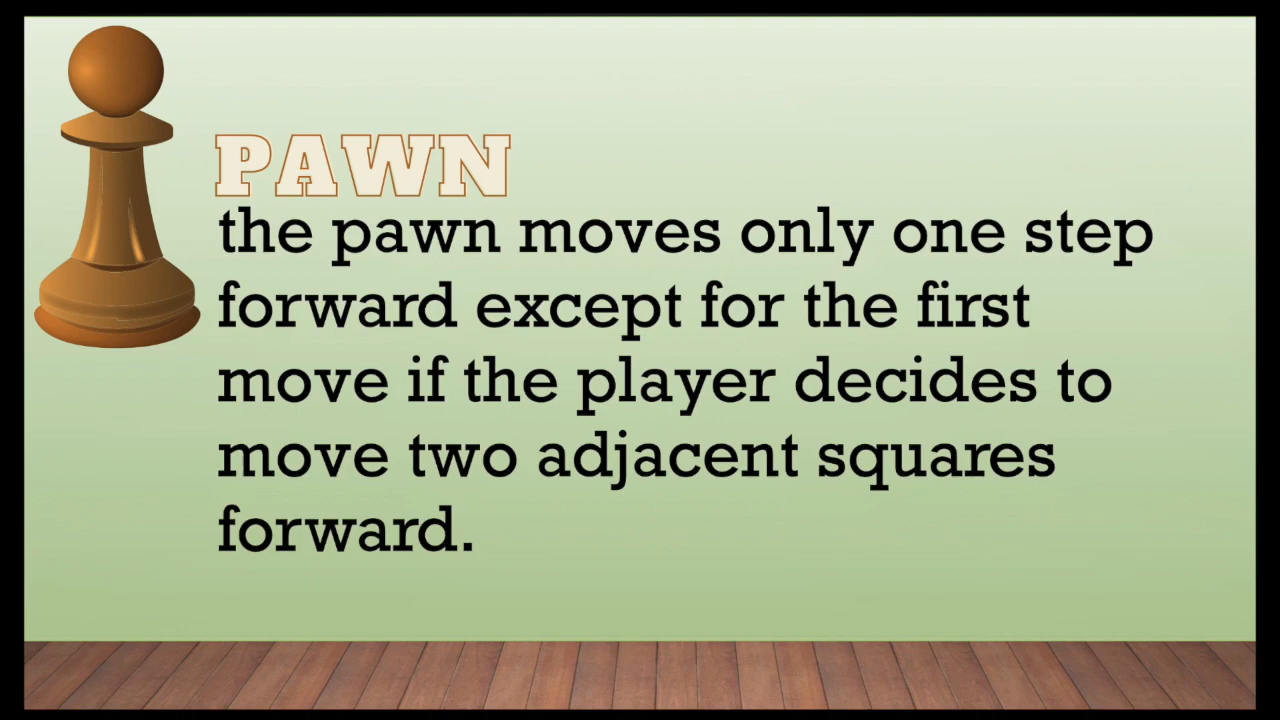 PAWN
the pawn moves only one step
forward except for the first
move if the player decides to
move two adjacent squares
forward.